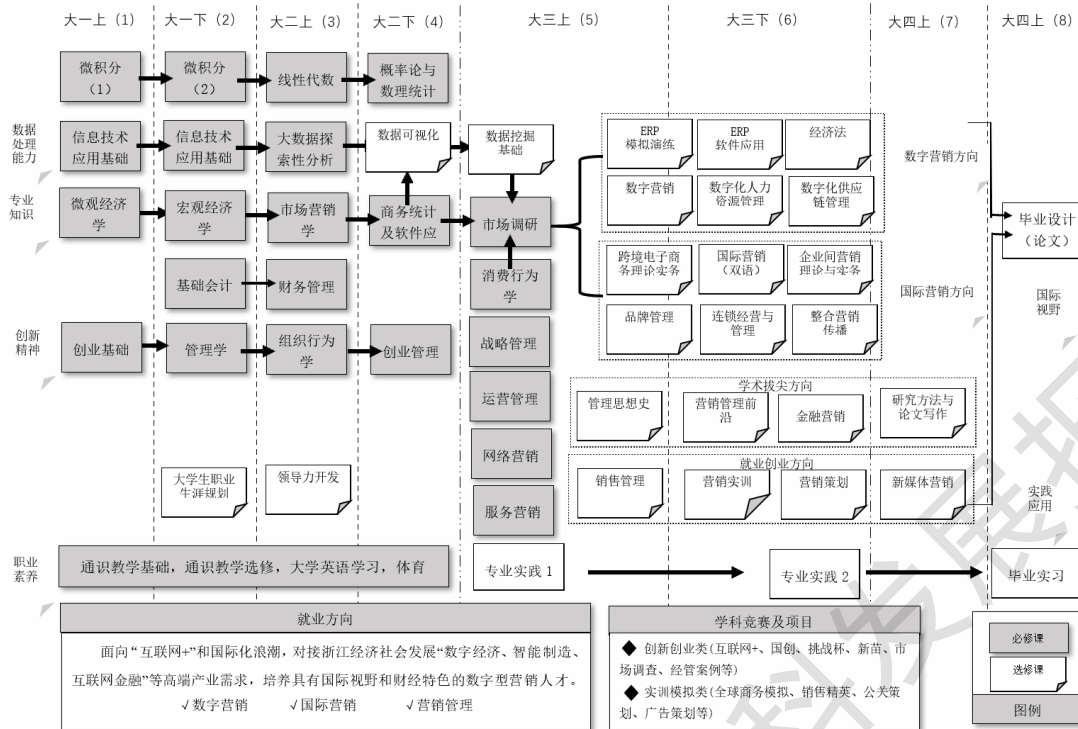 大一上（1）
大一下（2）
大二上（3）
大二下（4）
大三上（5）
大三下（6）
大四上（7）
大四上（8）
微积分
（1）
微积分
（2）
线性代数
概率论与
数理统计
数据
处理
能力
信息技术
应用基础
信息技术
应用基础
大数据探
索性分析
数据可视化
数据挖掘
基础
ERP
模拟演练
ERP
软件应用
经济法
数字营销方向
专业
知识
微观经济
学
宏观经济
学
市场营销
学
商务统计
及软件应
市场调研
数字营销
数字化人力
资源管理
数字化供应
链管理
毕业设计
（论文）
基础会计
财务管理
消费行为
学
跨境电子商
务理论实务
国际营销
（双语）
企业间营销
理论与实务
国际营销方向
国际
视野
创新
精神
创业基础
管理学
组织行为
学
创业管理
战略管理
品牌管理
连锁经营与
管理
整合营销
传播
运营管理
学术拔尖方向
管理思想史
营销管理前
沿
金融营销
研究方法与
论文写作
网络营销
就业创业方向
大学生职业
生涯规划
领导力开发
服务营销
销售管理
营销实训
营销策划
新媒体营销
实践
应用
职业
素养
通识教学基础，通识教学选修，大学英语学习，体育
专业实践 1
专业实践 2
毕业实习
就业方向
面向“互联网+”和国际化浪潮，对接浙江经济社会发展“数字经济、智能制造、
互联网金融”等高端产业需求，培养具有国际视野和财经特色的数字型营销人才。
√数字营销 √国际营销 √营销管理
学科竞赛及项目
◆ 创新创业类(互联网+、国创、挑战杯、新苗、市
场调查、经管案例等)
◆ 实训模拟类(全球商务模拟、销售精英、公关策
划、广告策划等)
必修课
选修课
图例
科发展报